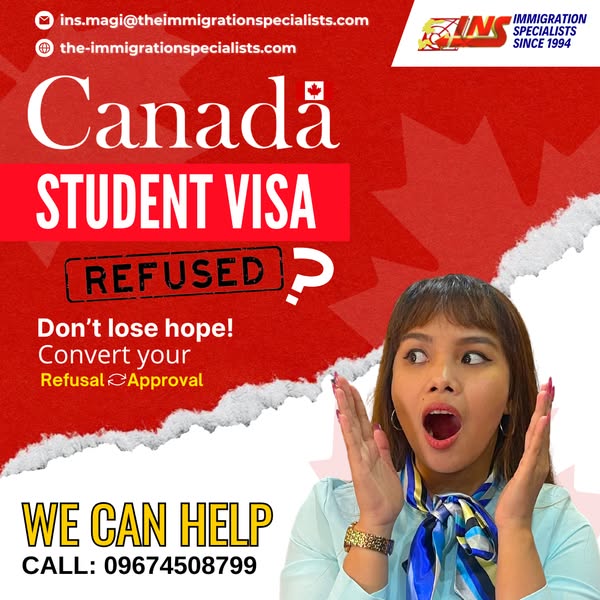 ins.magi@theimmigrationspecialists.com
the-immigrationspecialists.com
INS IMMIGRATION
SPECIALISTS
SINCE 1994
Canada
STUDENT VISA
REFUSED?
Don't lose hope!
Convert your
Refusal Approval
WE CAN HELP
CALL: 09674508799